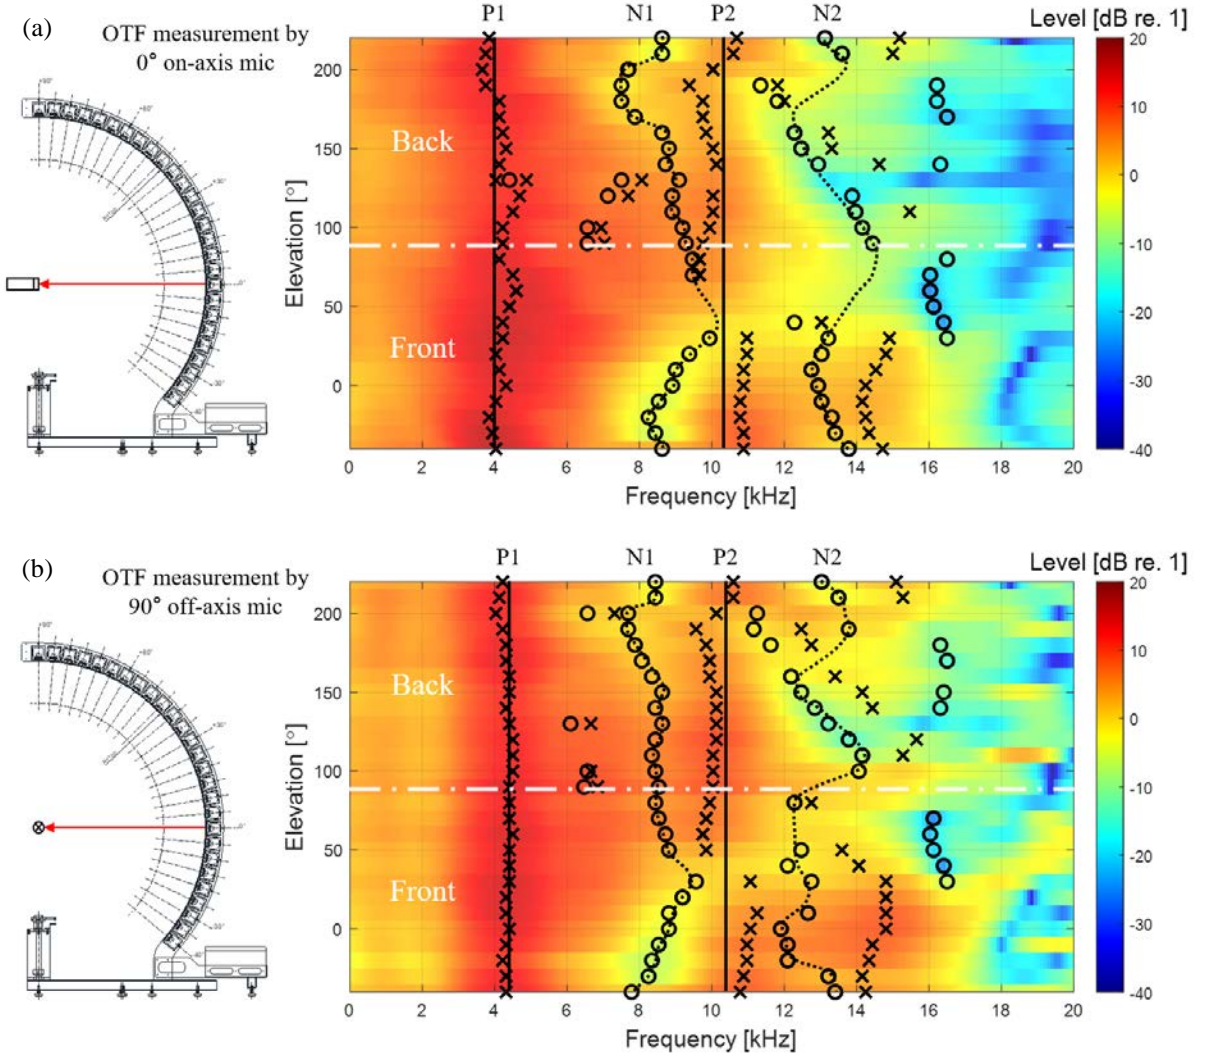 (a)
OTF measurement by
0° on-axis mic
P1 N1 P2 N2
Level [dB re. 1]
Elevation [°]
200
150
100
50
0
Back
Front
0 2 4 6 8 10 12 14 16 18 20
Frequency [kHz]
20
10
0
-10
-20
-30
-40
(b)
OTF measurement by
90° off-axis mic
P1 N1 P2 N2
Level [dB re. 1]
Elevation [°]
200
150
100
50
0
Back
Front
0 2 4 6 8 10 12 14 16 18 20
Frequency [kHz]
20
10
0
-10
-20
-30
-40